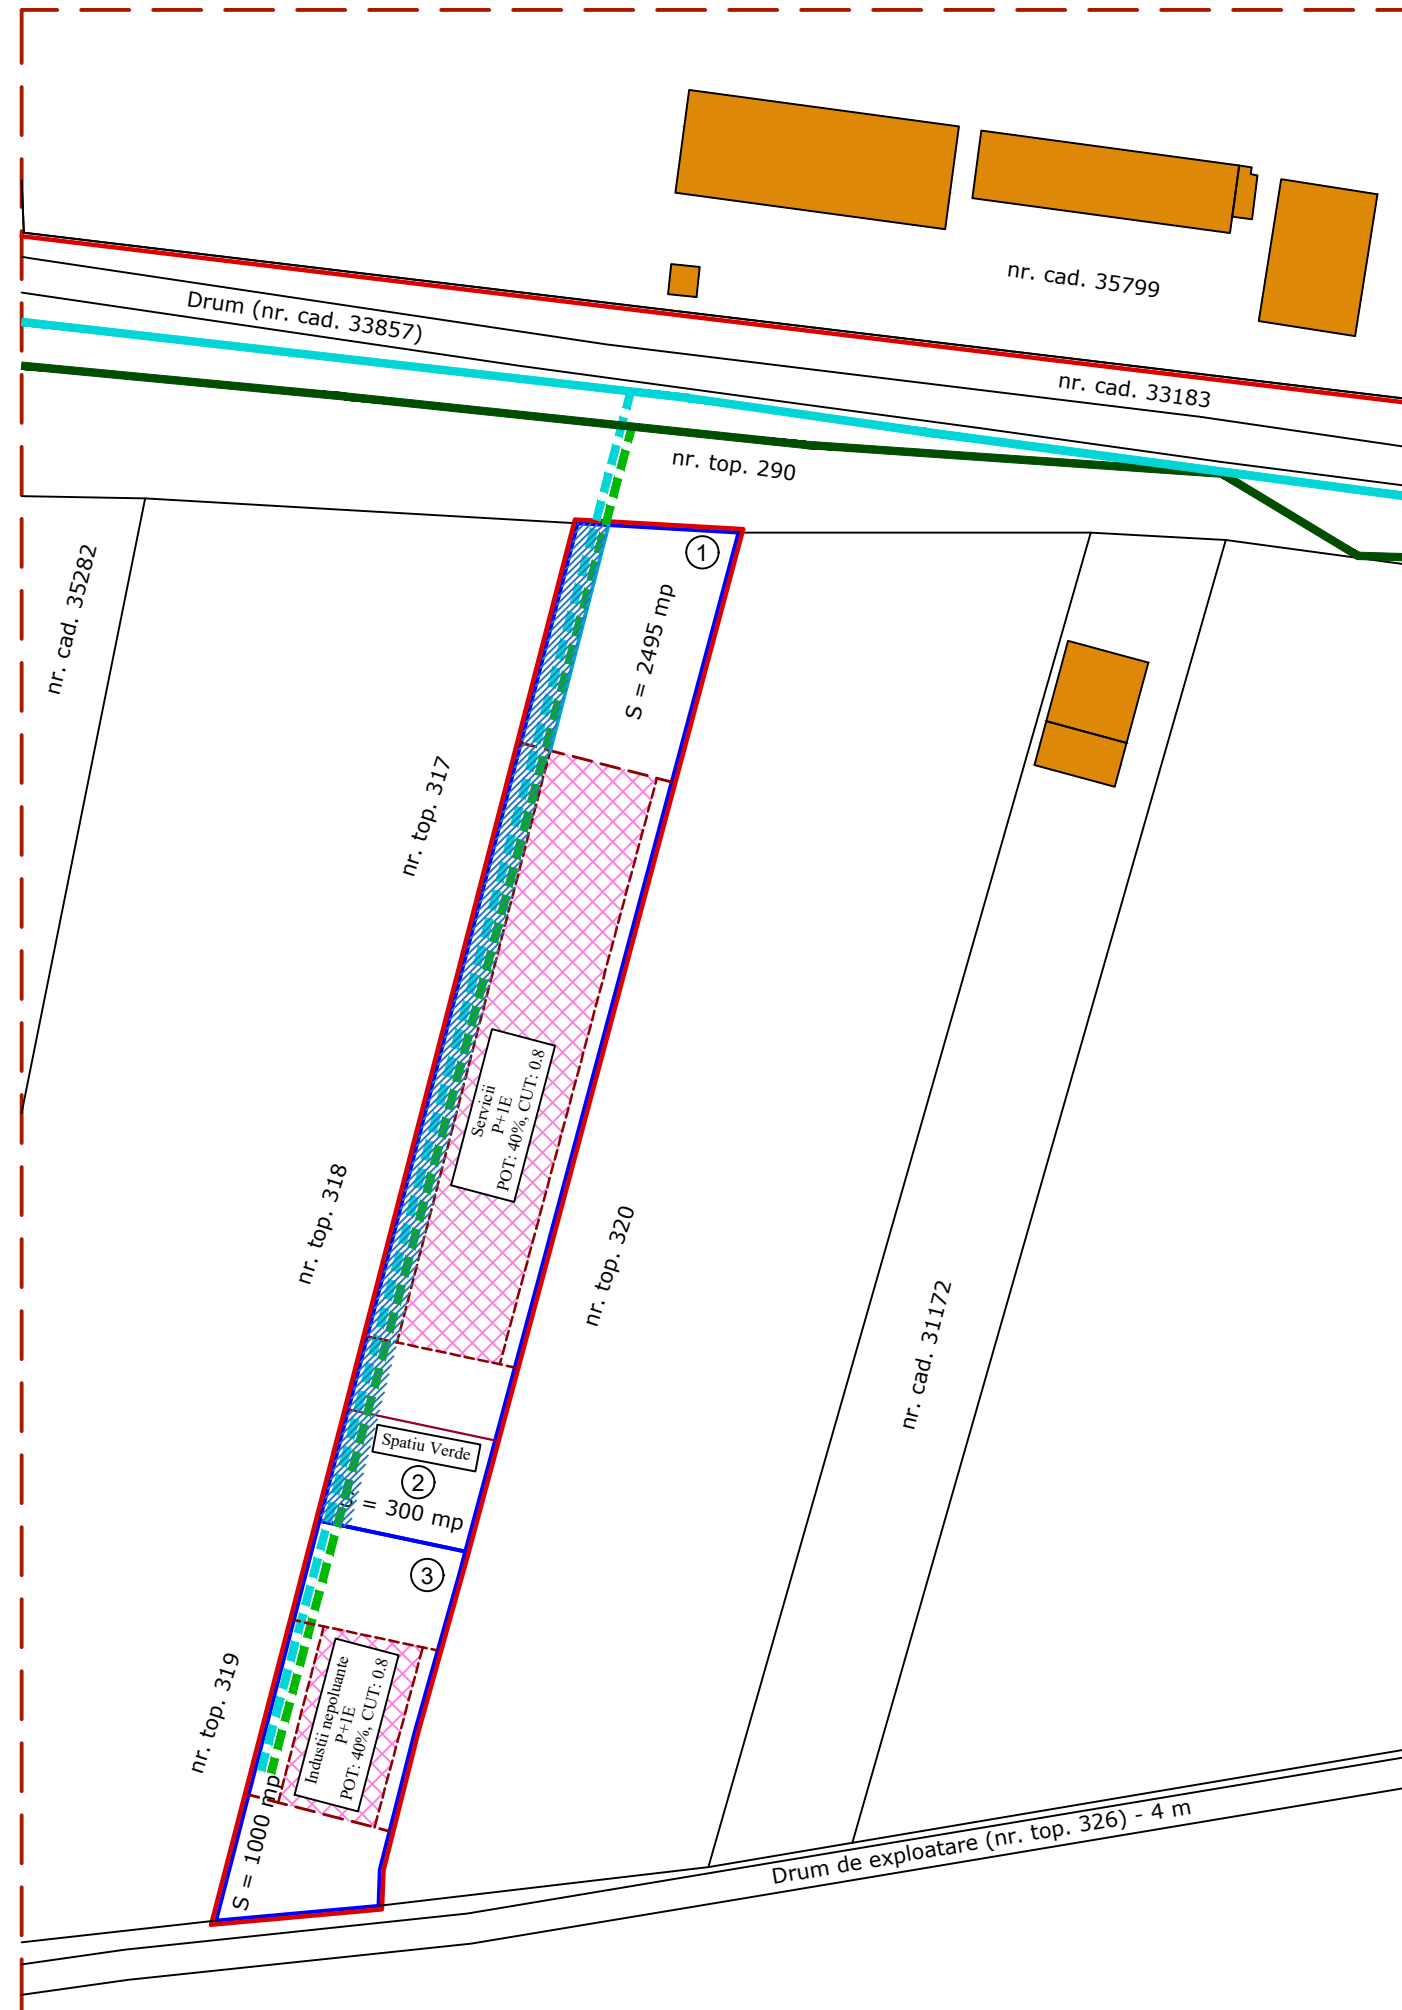 nr. cad. 35799
Drum (nr. cad. 33857)
nr. cad. 33183
nr. top. 290
nr. cad. 35282
1
S = 2495 mp
nr. top. 317
Servicii
P+1E
POT: 40%, CUT: 0.8
nr. top. 318
nr. top. 320
nr. cad. 31172
Spatiu Verde
2
S = 300 mp
3
nr. top. 319
Industii nepoluante
P+1E
POT: 40%, CUT: 0.8
S = 1000 mp
Drum de exploatare (nr. top. 326) - 4 m